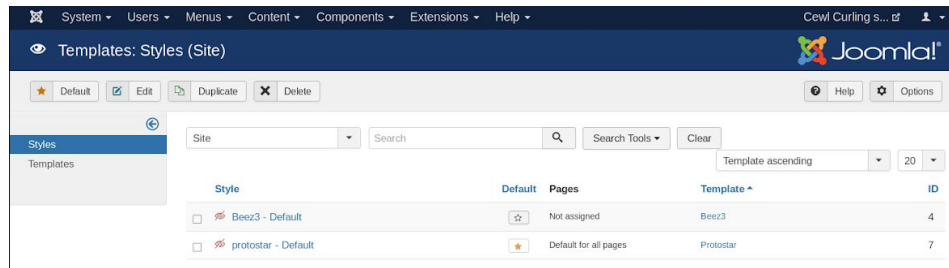 System Users Menus Content Components Extensions Help Cewl Curling s...
Templates: Styles (Site) Joomla!®
Default Edit Duplicate Delete Help Options
Styles
Templates
Site Search Search Tools Clear
Template ascending 20
Style Default Pages Template ID
Beez3 - Default Not assigned Beez3 4
protostar - Default Default for all pages Protostar 7